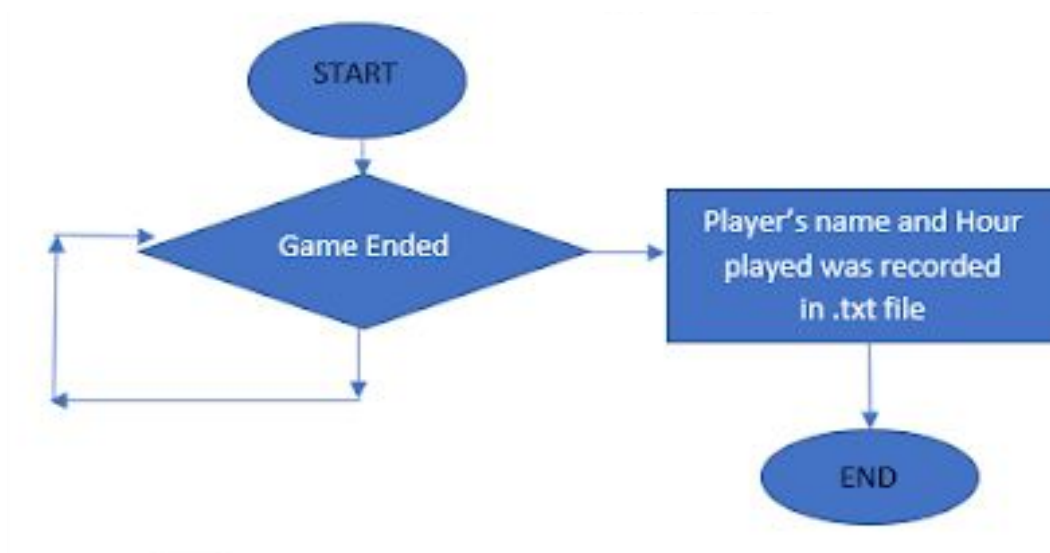 START
Game Ended
Player’s name and Hour
played was recorded
in .txt file
END